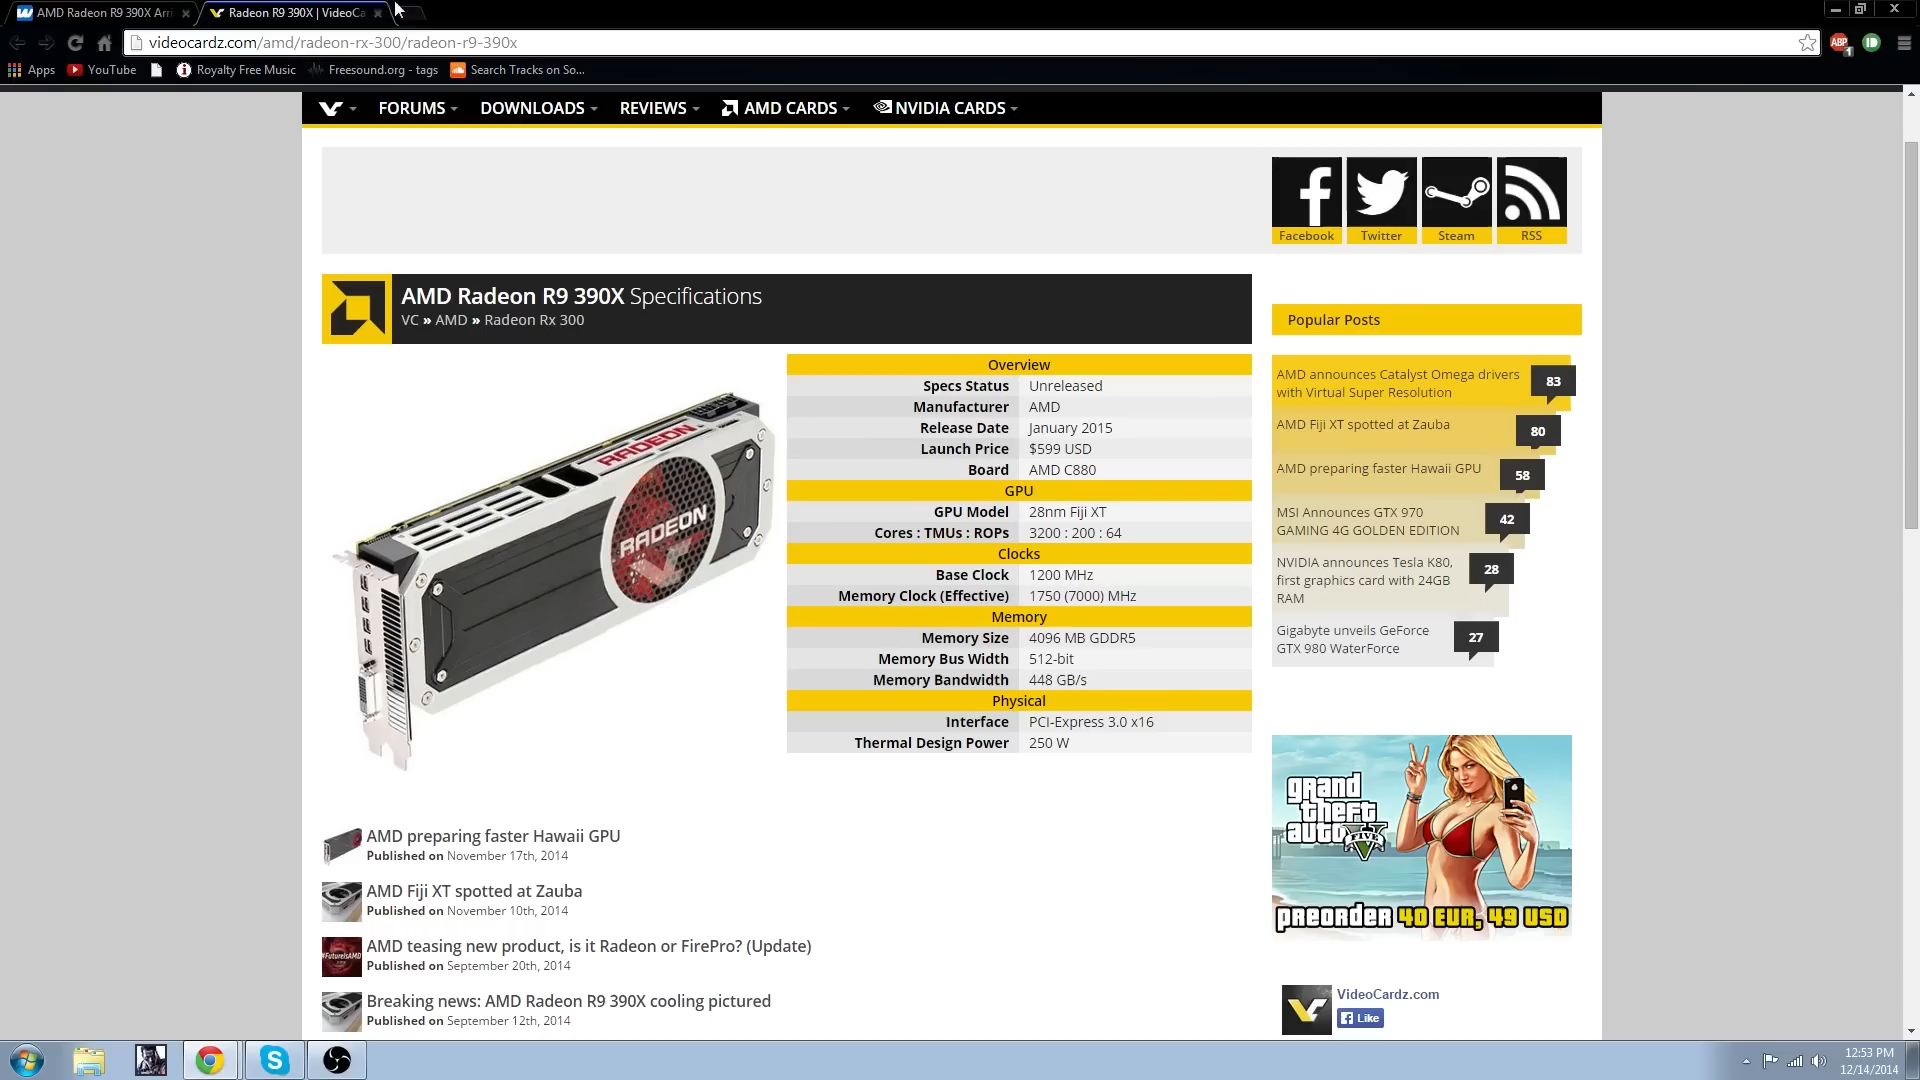 AMD Radeon R9 390X Arri
Radeon R9 390X | VideoCa
videocardz.com/amd/radeon-rx-300/radeon-r9-390x
ABP
1
Apps
YouTube
Royalty Free Music
Freesound.org - tags
Search Tracks on So...
FORUMS
DOWNLOADS
REVIEWS
AMD CARDS
NVIDIA CARDS
Facebook
Twitter
Steam
RSS
AMD Radeon R9 390X Specifications
VC » AMD » Radeon Rx 300
RADEON
RADEON
Overview
Specs Status Unreleased
Manufacturer AMD
Release Date January 2015
Launch Price $599 USD
Board AMD C880
GPU
GPU Model 28nm Fiji XT
Cores : TMUs : ROPs 3200 : 200 : 64
Clocks
Base Clock 1200 MHz
Memory Clock (Effective) 1750 (7000) MHz
Memory
Memory Size 4096 MB GDDR5
Memory Bus Width 512-bit
Memory Bandwidth 448 GB/s
Physical
Interface PCI-Express 3.0 x16
Thermal Design Power 250 W
Popular Posts
AMD announces Catalyst Omega drivers
with Virtual Super Resolution
83
AMD Fiji XT spotted at Zauba
80
AMD preparing faster Hawaii GPU
58
MSI Announces GTX 970
GAMING 4G GOLDEN EDITION
42
NVIDIA announces Tesla K80,
first graphics card with 24GB
RAM
28
Gigabyte unveils GeForce
GTX 980 WaterForce
27
grand
theft
auto
FIVE
PREORDER 40 EUR, 49 USD
AMD preparing faster Hawaii GPU
Published on November 17th, 2014
AMD Fiji XT spotted at Zauba
Published on November 10th, 2014
#FutureIsAMD
AMD teasing new product, is it Radeon or FirePro? (Update)
Published on September 20th, 2014
Breaking news: AMD Radeon R9 390X cooling pictured
Published on September 12th, 2014
VideoCardz.com
Like
12:53 PM
12/14/2014